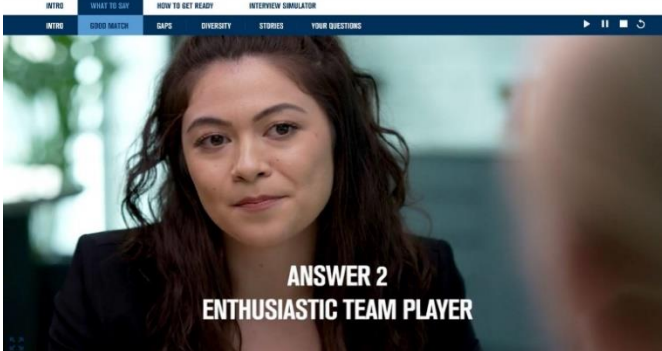 INTRO WHAT TO SAY HOW TO GET READY INTERVIEW SIMULATOR
INTRO GOOD MATCH GAPS DIVERSITY STORIES YOUR QUESTIONS
ANSWER 2
ENTHUSIASTIC TEAM PLAYER